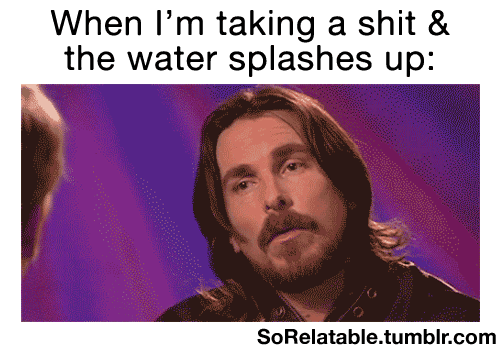 When I’m taking a shit &
the water splashes up:
SoRelatable.tumblr.com